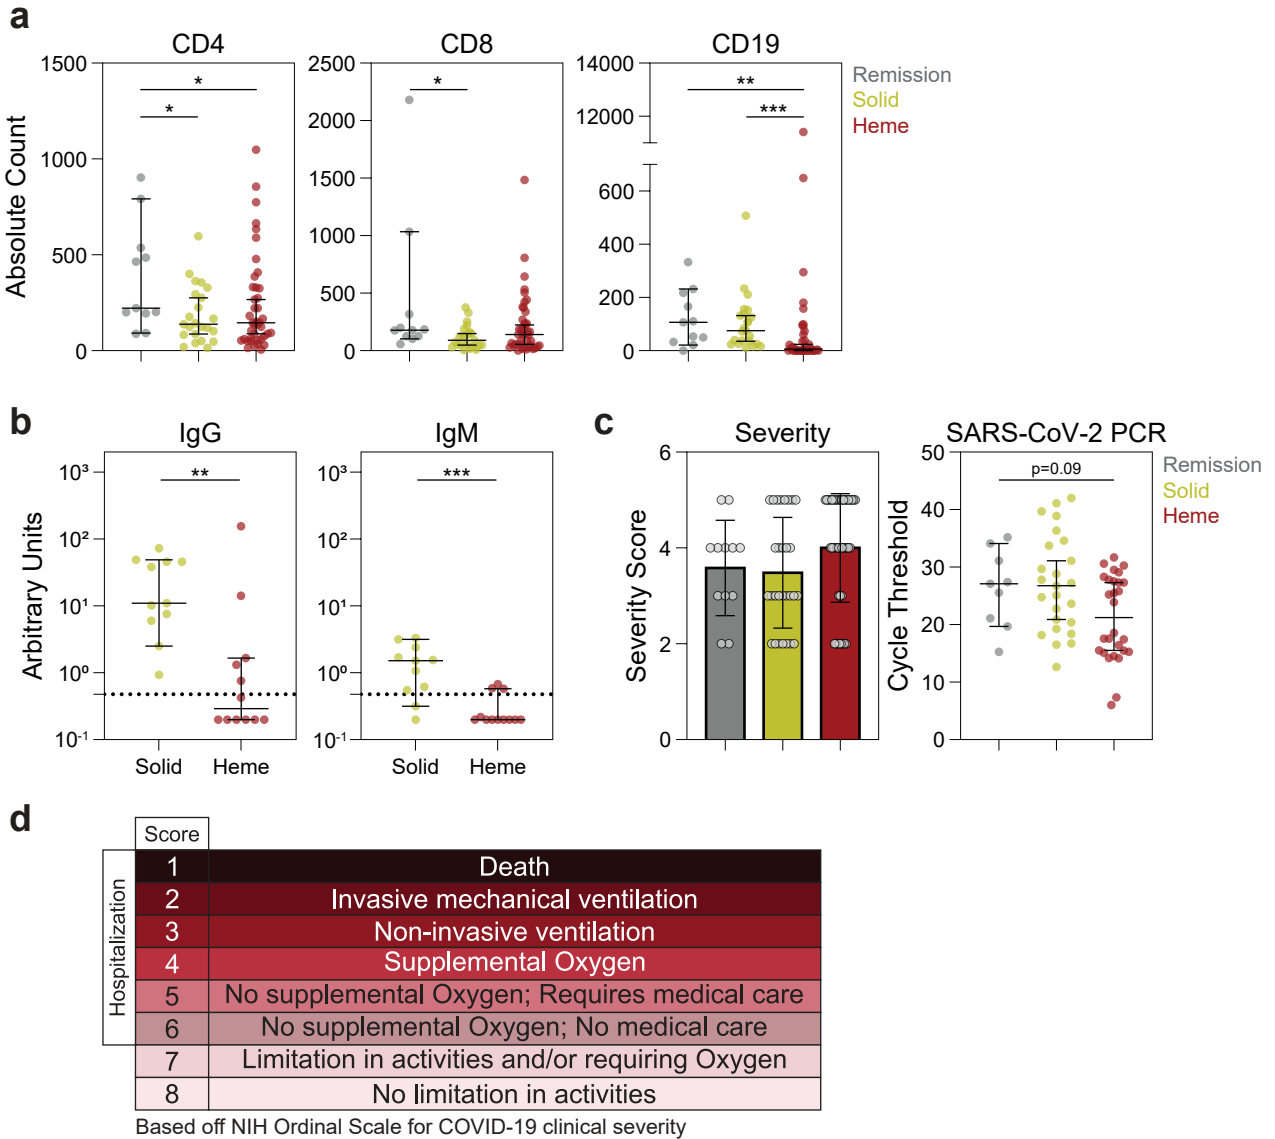 a
CD4
CD8
CD19
Absolute Count
1500
1000
500
0
*
*
2500
2000
1500
1000
500
0
*
14000
12000
600
400
200
0
**
***
Remission
Solid
Heme
b
IgG
IgM
Arbitrary Units
10³
10²
10¹
10⁰
10⁻¹
**
Solid
Heme
10³
10²
10¹
10⁰
10⁻¹
***
Solid
Heme
c
Severity
SARS-CoV-2 PCR
Severity Score
6
4
2
0
Cycle Threshold
50
40
30
20
10
0
p=0.09
Remission
Solid
Heme
d
Score
Hospitalization
1 Death
2 Invasive mechanical ventilation
3 Non-invasive ventilation
4 Supplemental Oxygen
5 No supplemental Oxygen; Requires medical care
6 No supplemental Oxygen; No medical care
7 Limitation in activities and/or requiring Oxygen
8 No limitation in activities
Based off NIH Ordinal Scale for COVID-19 clinical severity